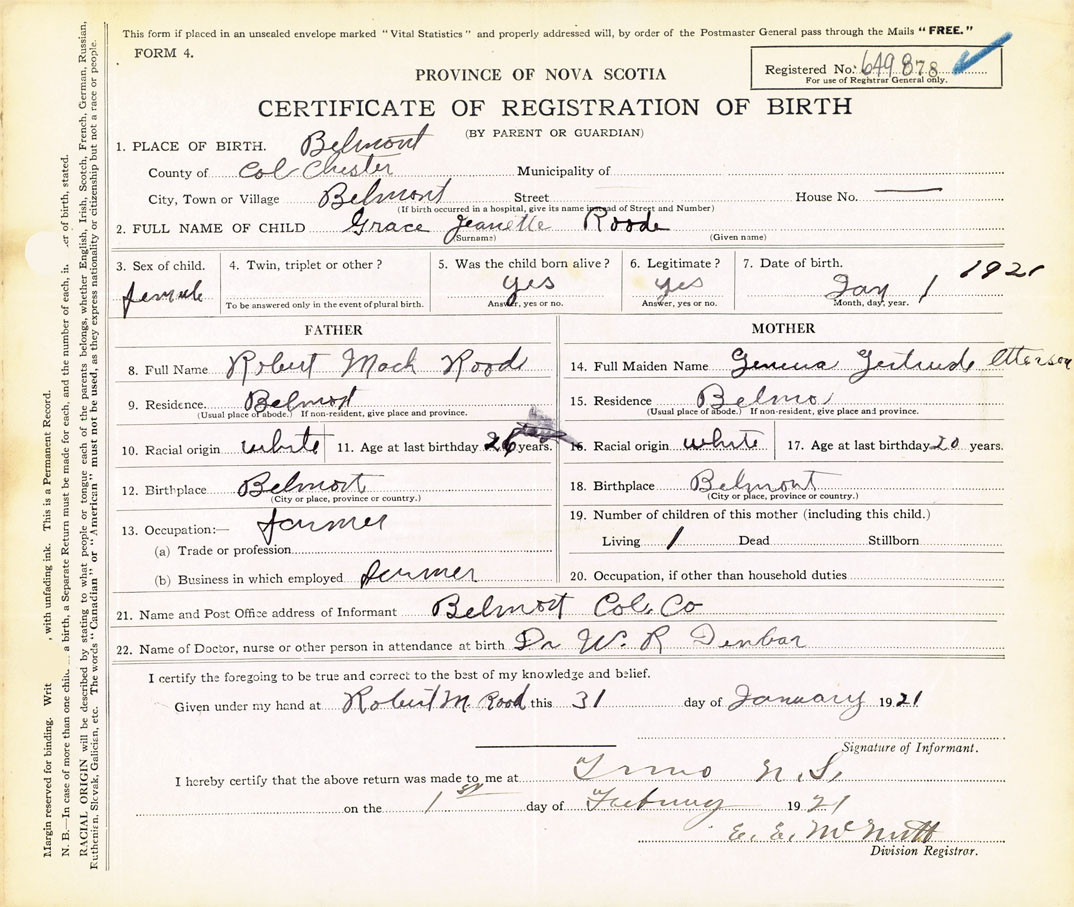 This form if placed in an unsealed envelope marked "Vital Statistics" and properly addressed will, by order of the Postmaster General pass through the Mails "FREE."
FORM 4.
Registered No. 649878
For use of Registrar General only.
PROVINCE OF NOVA SCOTIA
CERTIFICATE OF REGISTRATION OF BIRTH
(BY PARENT OR GUARDIAN)
1. PLACE OF BIRTH. Belmont
County of Colchester Municipality of
City, Town or Village Belmont Street House No.
(If birth occurred in a hospital, give its name instead of Street and Number)
2. FULL NAME OF CHILD Grace Jeanette Roode
(Surname) (Given name)
3. Sex of child. 4. Twin, triplet or other? 5. Was the child born alive? 6. Legitimate? 7. Date of birth. 1921
female yes yes Jan 1
To be answered only in the event of plural birth. Answer, yes or no. Answer, yes or no. Month, day, year.
FATHER MOTHER
8. Full Name Robert Mack Roode 14. Full Maiden Name Gertrude
9. Residence. Belmont 15. Residence Belmo
(Usual place of abode.) If non-resident, give place and province. (Usual place of abode.) If non-resident, give place and province.
10. Racial origin white 11. Age at last birthday 26 years. 16. Racial origin white 17. Age at last birthday 20 years.
12. Birthplace Belmont 18. Birthplace Belmont
(City or place, province or country.) (City or place, province or country.)
13. Occupation:— farmer 19. Number of children of this mother (including this child.)
(a) Trade or profession Living 1 Dead Stillborn
(b) Business in which employed farmer 20. Occupation, if other than household duties
21. Name and Post Office address of Informant Belmont Col. Co
22. Name of Doctor, nurse or other person in attendance at birth Dr W. R Dunbar
I certify the foregoing to be true and correct to the best of my knowledge and belief.
Given under my hand at Robert M. Rood this 31 day of January 1921
Signature of Informant.
I hereby certify that the above return was made to me at Truro N.S.
on the 1st day of February 1921
E. E. McNutt
Division Registrar.
Margin reserved for binding. Writ , with unfading ink. This is a Permanent Record.
N. B.—In case of more than one chil a birth, a Separate Return must be made for each, and the number of each, i of birth, stated.
RACIAL ORIGIN will be described by stating to what people or tongue each of the parents belongs, whether English, Irish, Scotch, French, German, Russian,
Ruthenien, Slovak, Galician, etc. The words "Canadian" or "American" must not be used, as they express nationality or citizenship but not a race or people.